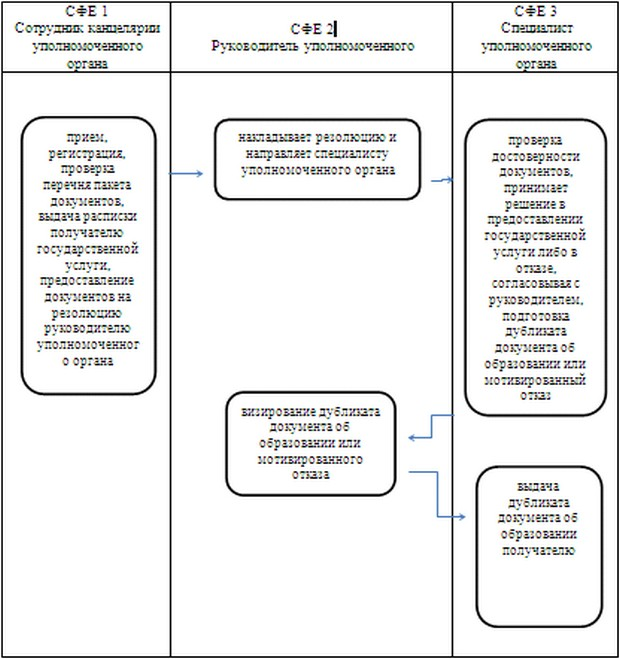 СФЕ 1
Сотрудник канцелярии
уполномоченного
органа
СФЕ 2
Руководитель уполномоченного
СФЕ 3
Специалист
уполномоченного
органа
прием,
регистрация,
проверка
перечня пакета
документов,
выдача расписки
получателю
государственной
услуги,
предоставление
документов на
резолюцию
руководителю
уполномоченног
о органа
накладывает резолюцию и
направляет специалисту
уполномоченного органа
проверка
достоверности
документов,
принимает
решение в
предоставлении
государственной
услуги либо в
отказе,
согласовывая с
руководителем,
подготовка
дубликата
документа об
образовании или
мотивированный
отказ
визирование дубликата
документа об
образовании или
мотивированного
отказа
выдача
дубликата
документа об
образовании
получателю